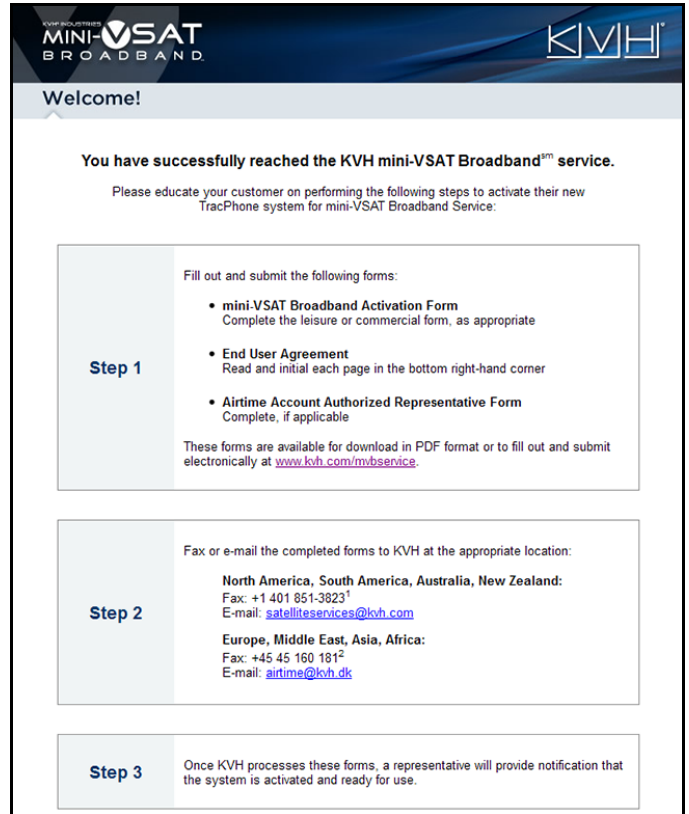 KVH® INDUSTRIES
MINI-VSAT
BROADBAND.
KVH®
Welcome!
You have successfully reached the KVH mini-VSAT Broadband℠ service.
Please educate your customer on performing the following steps to activate their new
TracPhone system for mini-VSAT Broadband Service:
Step 1
Fill out and submit the following forms:
• mini-VSAT Broadband Activation Form
Complete the leisure or commercial form, as appropriate
• End User Agreement
Read and initial each page in the bottom right-hand corner
• Airtime Account Authorized Representative Form
Complete, if applicable
These forms are available for download in PDF format or to fill out and submit
electronically at www.kvh.com/mvbservice.
Step 2
Fax or e-mail the completed forms to KVH at the appropriate location:
North America, South America, Australia, New Zealand:
Fax: +1 401 851-3823¹
E-mail: satelliteservices@kvh.com
Europe, Middle East, Asia, Africa:
Fax: +45 45 160 181²
E-mail: airtime@kvh.dk
Step 3
Once KVH processes these forms, a representative will provide notification that
the system is activated and ready for use.